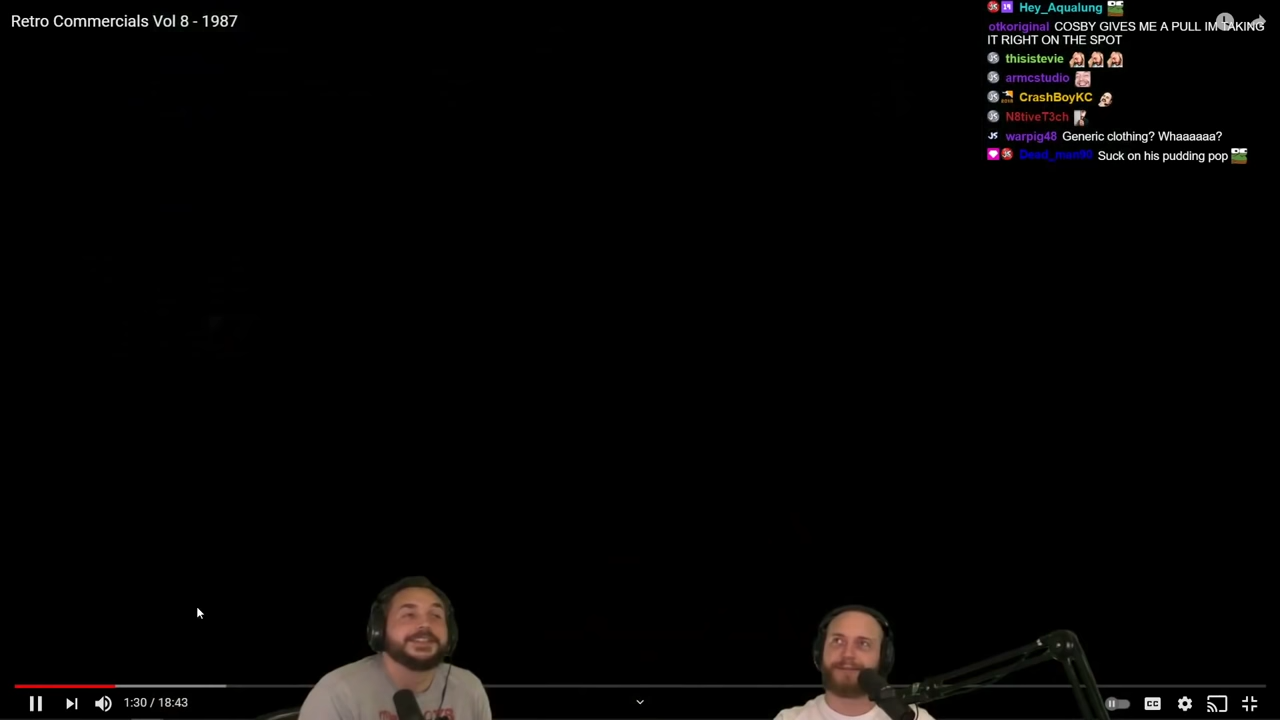 Retro Commercials Vol 8 - 1987
Hey_Aqualung
otkoriginal COSBY GIVES ME A PULL IM TAKING
IT RIGHT ON THE SPOT
thisistevie
armcstudio
CrashBoyKC
N8tiveT3ch
warpig48 Generic clothing? Whaaaaaa?
Dead_man96 Suck on his pudding pop
1:30 / 18:43